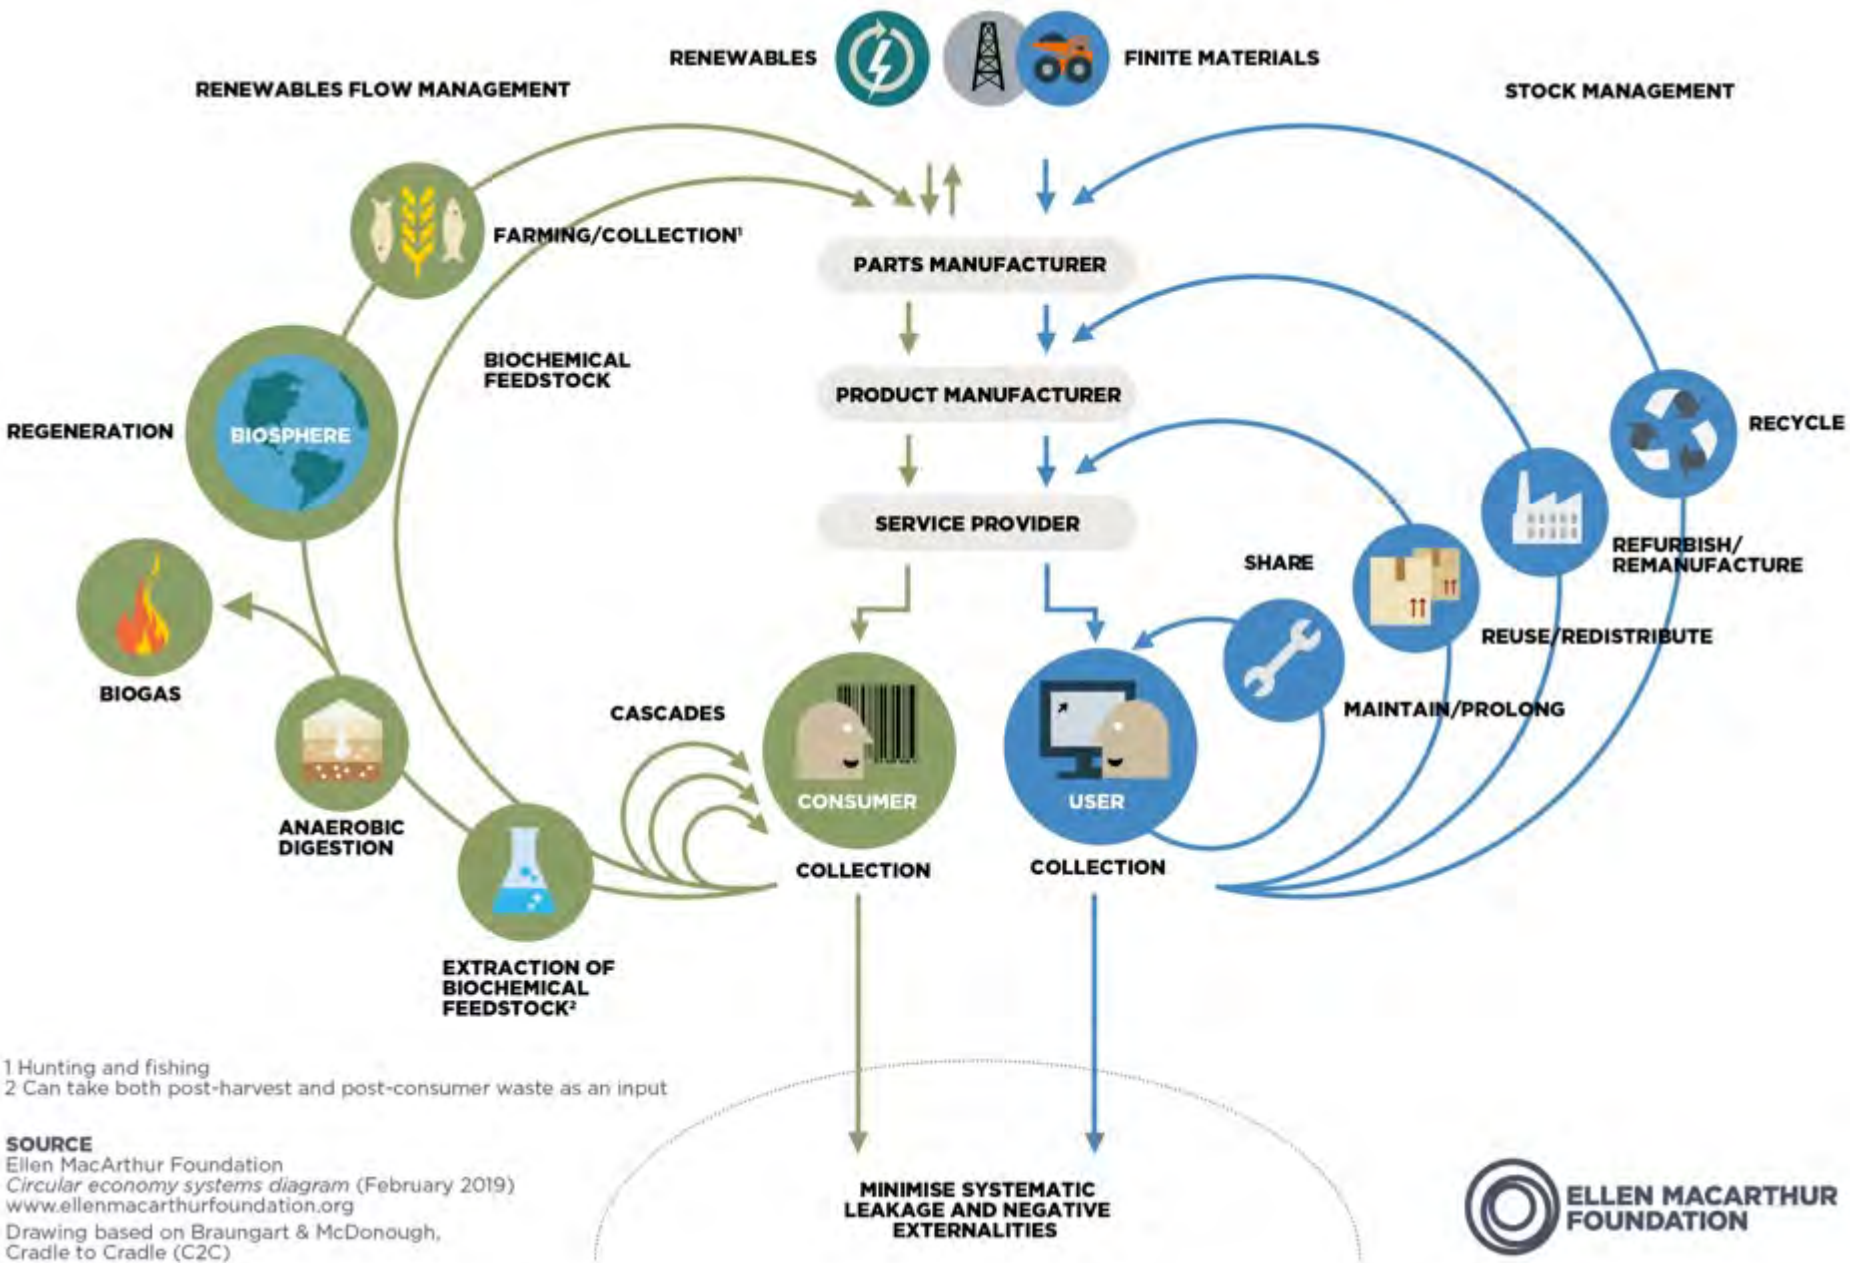 RENEWABLES
FINITE MATERIALS
RENEWABLES FLOW MANAGEMENT
STOCK MANAGEMENT
FARMING/COLLECTION¹
PARTS MANUFACTURER
BIOCHEMICAL
FEEDSTOCK
PRODUCT MANUFACTURER
REGENERATION
BIOSPHERE
RECYCLE
SERVICE PROVIDER
SHARE
REFURBISH/
REMANUFACTURE
REUSE/REDISTRIBUTE
BIOGAS
CASCADES
MAINTAIN/PROLONG
CONSUMER
USER
ANAEROBIC
DIGESTION
COLLECTION
COLLECTION
EXTRACTION OF
BIOCHEMICAL
FEEDSTOCK²
1 Hunting and fishing
2 Can take both post-harvest and post-consumer waste as an input
SOURCE
Ellen MacArthur Foundation
Circular economy systems diagram (February 2019)
www.ellenmacarthurfoundation.org
Drawing based on Braungart & McDonough,
Cradle to Cradle (C2C)
MINIMISE SYSTEMATIC
LEAKAGE AND NEGATIVE
EXTERNALITIES
ELLEN MACARTHUR
FOUNDATION